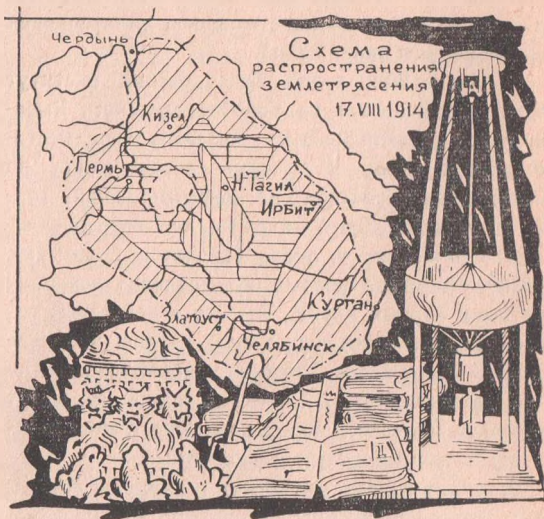 Схема
распространения
землетрясения
17. VIII 1914
Чердынь
Кизел
Пермь
Н.Тагил
Ирбит
Курган
Златоуст
Челябинск